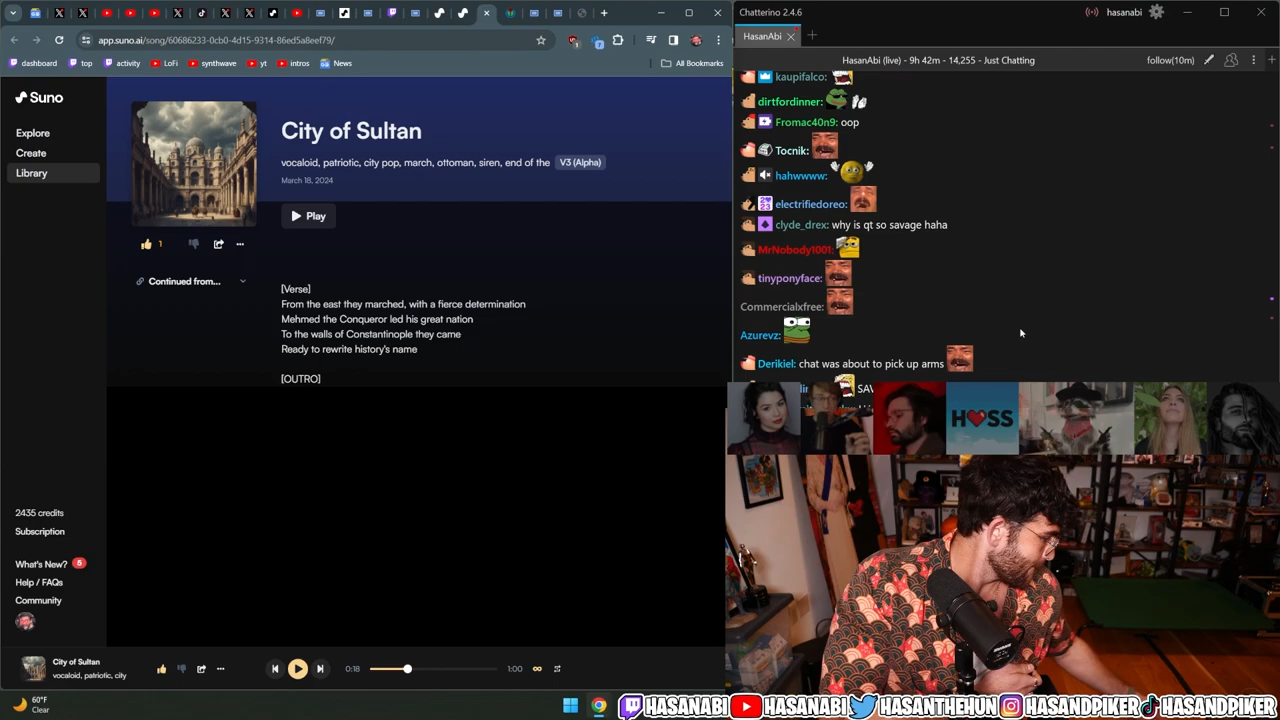 Chatterino 2.4.6
hasanabi
app.suno.ai/song/60686233-0cb0-4d15-9314-86ed5a8eef79/
HasanAbi
dashboard
top
activity
LoFi
synthwave
yt
intros
News
All Bookmarks
HasanAbi (live) - 9h 42m - 14,255 - Just Chatting
follow(10m)
Suno
Explore
Create
Library
City of Sultan
vocaloid, patriotic, city pop, march, ottoman, siren, end of the
V3 (Alpha)
March 18, 2024
Play
1
Continued from...
[Verse]
From the east they marched, with a fierce determination
Mehmed the Conqueror led his great nation
To the walls of Constantinople they came
Ready to rewrite history's name
[OUTRO]
kaupifalco:
dirtfordinner:
Fromac40n9: oop
Tocnik:
hahwwww:
electrifiedoreo:
clyde_drex: why is qt so savage haha
MrNobody1001:
tinyponyface:
Commercialxfree:
Azurevz:
Derikiel: chat was about to pick up arms
H SS
2435 credits
Subscription
What's New?
5
Help / FAQs
Community
City of Sultan
vocaloid, patriotic, city
0:18
1:00
60°F
Clear
HASANABI
HASANABI
HASANTHEHUN
HASANDPIKER
HASANDPIKER